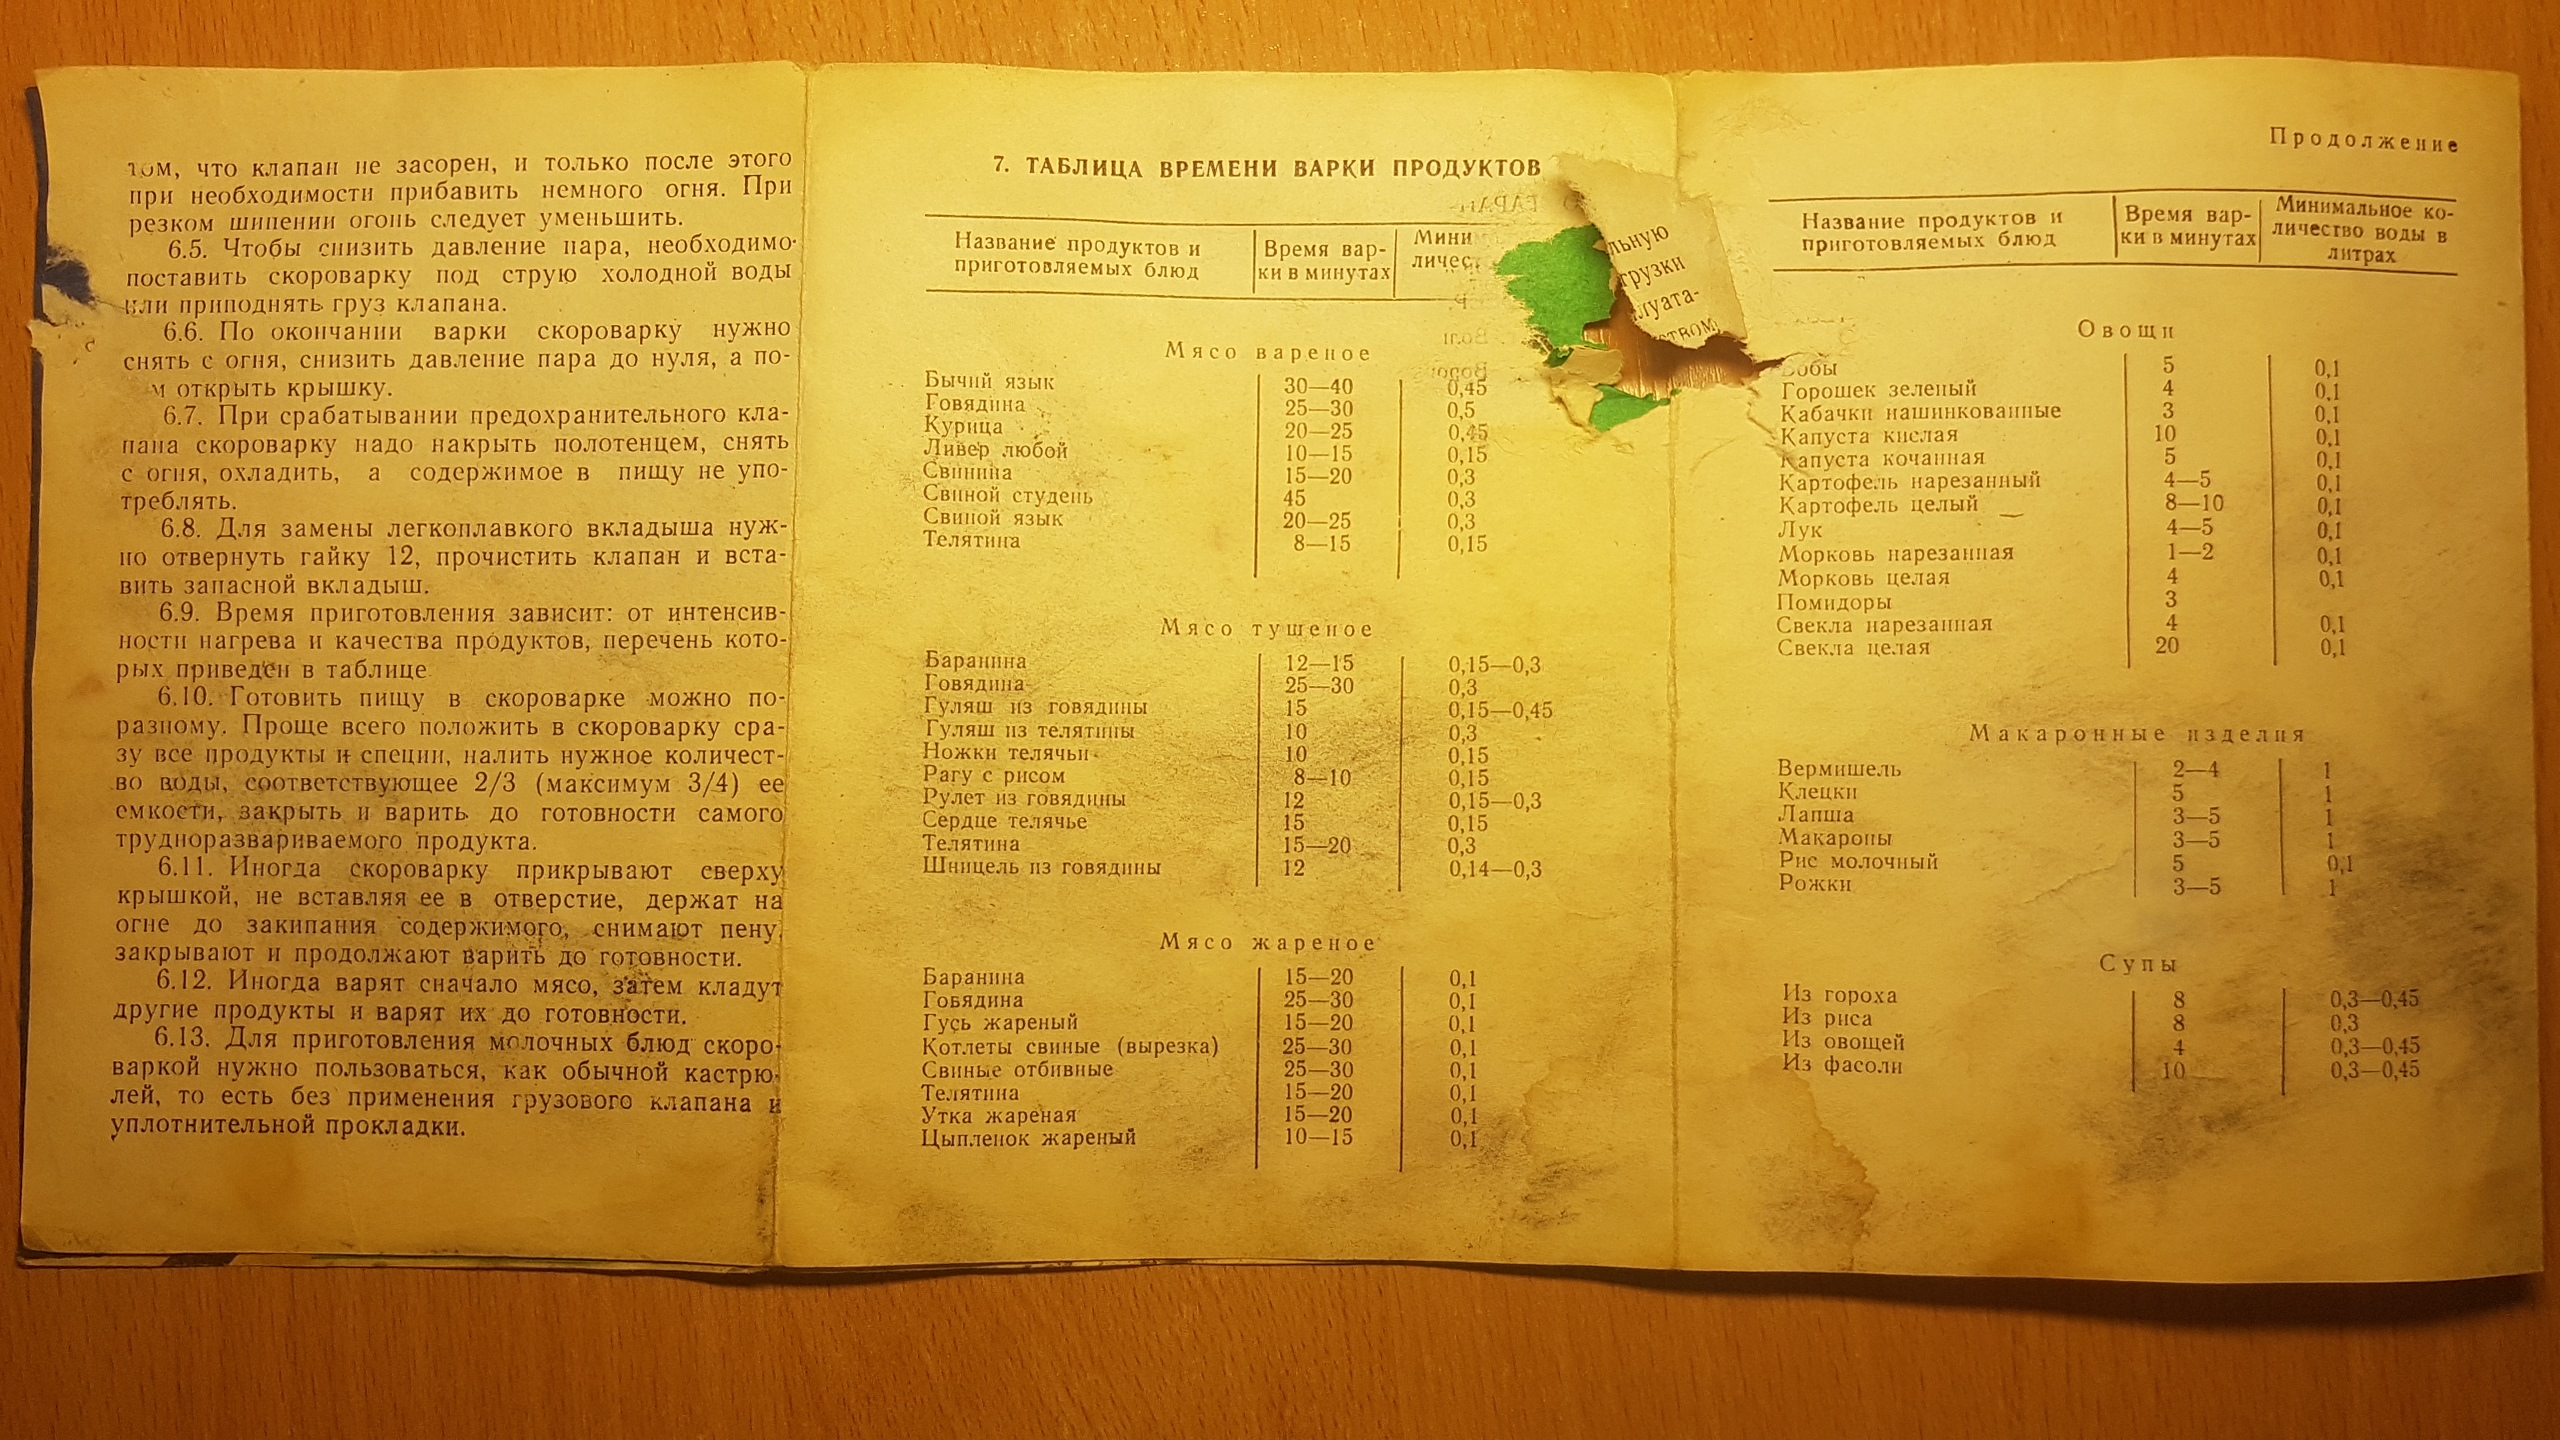 том, что клапан не засорен, и только после этого
при необходимости прибавить немного огня. При
резком шипении огонь следует уменьшить.
6.5. Чтобы снизить давление пара, необходимо
поставить скороварку под струю холодной воды
или приподнять груз клапана.
6.6. По окончании варки скороварку нужно
снять с огня, снизить давление пара до нуля, а по-
м открыть крышку.
6.7. При срабатывании предохранительного кла-
пана скороварку надо накрыть полотенцем, снять
с огня, охладить, а содержимое в пищу не упо-
треблять.
6.8. Для замены легкоплавкого вкладыша нуж-
но отвернуть гайку 12, прочистить клапан и вста-
вить запасной вкладыш.
6.9. Время приготовления зависит: от интенсив-
ности нагрева и качества продуктов, перечень кото-
рых приведен в таблице
6.10. Готовить пищу в скороварке можно по-
разному. Проще всего положить в скороварку сра-
зу все продукты и специи, налить нужное количест-
во воды, соответствующее 2/3 (максимум 3/4) ее
емкости, закрыть и варить до готовности самого
трудноразвариваемого продукта.
6.11. Иногда скороварку прикрывают сверху
крышкой, не вставляя ее в отверстие, держат на
огне до закипания содержимого, снимают пену,
закрывают и продолжают варить до готовности.
6.12. Иногда варят сначало мясо, затем кладут
другие продукты и варят их до готовности.
6.13. Для приготовления молочных блюд скоро-
варкой нужно пользоваться, как обычной кастрю-
лей, то есть без применения грузового клапана и
уплотнительной прокладки.
7. ТАБЛИЦА ВРЕМЕНИ ВАРКИ ПРОДУКТОВ
Название продуктов и приготовляемых блюд Время вар-ки в минутах Мини личес
льную
грузки
луата-
ством,
Мясо вареное
Бычий язык 30—40 0,45
Говядина 25—30 0,5
Курица 20—25 0,45
Ливер любой 10—15 0,15
Свинина 15—20 0,3
Свиной студень 45 0,3
Свиной язык 20—25 0,3
Телятина 8—15 0,15
Мясо тушеное
Баранина 12—15 0,15—0,3
Говядина 25—30 0,3
Гуляш из говядины 15 0,15—0,45
Гуляш из телятины 10 0,3
Ножки телячьи 10 0,15
Рагу с рисом 8—10 0,15
Рулет из говядины 12 0,15—0,3
Сердце телячье 15 0,15
Телятина 15—20 0,3
Шницель из говядины 12 0,14—0,3
Мясо жареное
Баранина 15—20 0,1
Говядина 25—30 0,1
Гусь жареный 15—20 0,1
Котлеты свиные (вырезка) 25—30 0,1
Свиные отбивные 25—30 0,1
Телятина 15—20 0,1
Утка жареная 15—20 0,1
Цыпленок жареный 10—15 0,1
Продолжение
Название продуктов и приготовляемых блюд Время вар-ки в минутах Минимальное ко-личество воды в литрах
Овощи
Бобы 5 0,1
Горошек зеленый 4 0,1
Кабачки нашинкованные 3 0,1
Капуста кислая 10 0,1
Капуста кочанная 5 0,1
Картофель нарезанный 4—5 0,1
Картофель целый 8—10 0,1
Лук 4—5 0,1
Морковь нарезанная 1—2 0,1
Морковь целая 4 0,1
Помидоры 3
Свекла нарезанная 4 0,1
Свекла целая 20 0,1
Макаронные изделия
Вермишель 2—4 1
Клецки 5 1
Лапша 3—5 1
Макароны 3—5 1
Рис молочный 5 0,1
Рожки 3—5 1
Супы
Из гороха 8 0,3—0,45
Из риса 8 0,3
Из овощей 4 0,3—0,45
Из фасоли 10 0,3—0,45